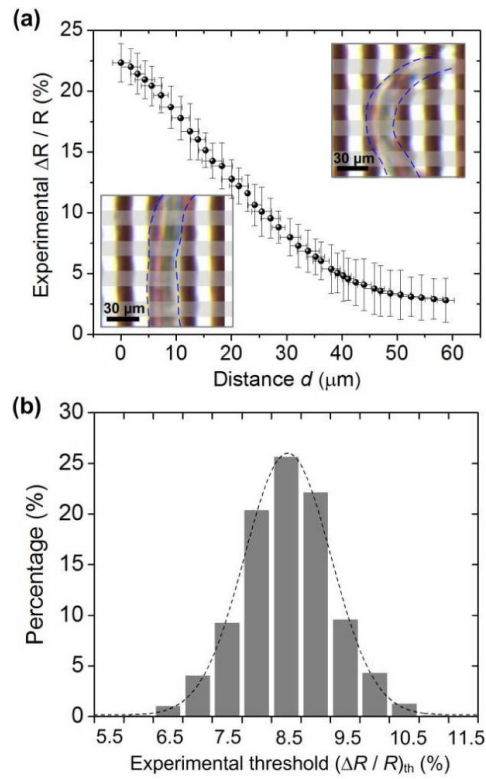 (a)
25
20
15
10
5
0
Experimental ΔR / R (%)
30 µm
30 µm
0 10 20 30 40 50 60
Distance d (µm)
(b)
30
25
20
15
10
5
0
Percentage (%)
5.5 6.5 7.5 8.5 9.5 10.5 11.5
Experimental threshold (ΔR / R)th (%)